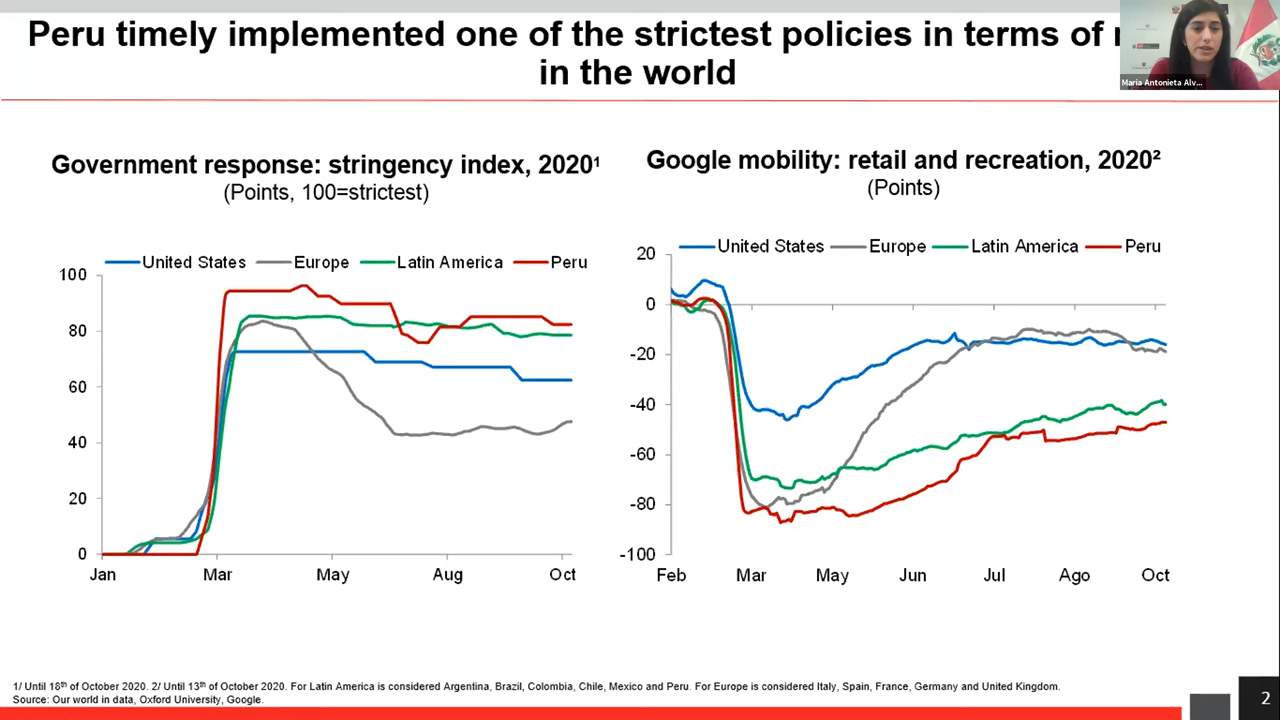 Peru timely implemented one of the strictest policies in terms of
in the world
Maria Antonieta Alv...
Government response: stringency index, 2020¹
(Points, 100=strictest)
Google mobility: retail and recreation, 2020²
(Points)
United States Europe Latin America Peru
100
80
60
40
20
0
Jan Mar May Aug Oct
United States Europe Latin America Peru
20
0
-20
-40
-60
-80
-100
Feb Mar May Jun Jul Ago Oct
1/ Until 18th of October 2020. 2/ Until 13th of October 2020. For Latin America is considered Argentina, Brazil, Colombia, Chile, Mexico and Peru. For Europe is considered Italy, Spain, France, Germany and United Kingdom.
Source: Our world in data, Oxford University, Google.
2